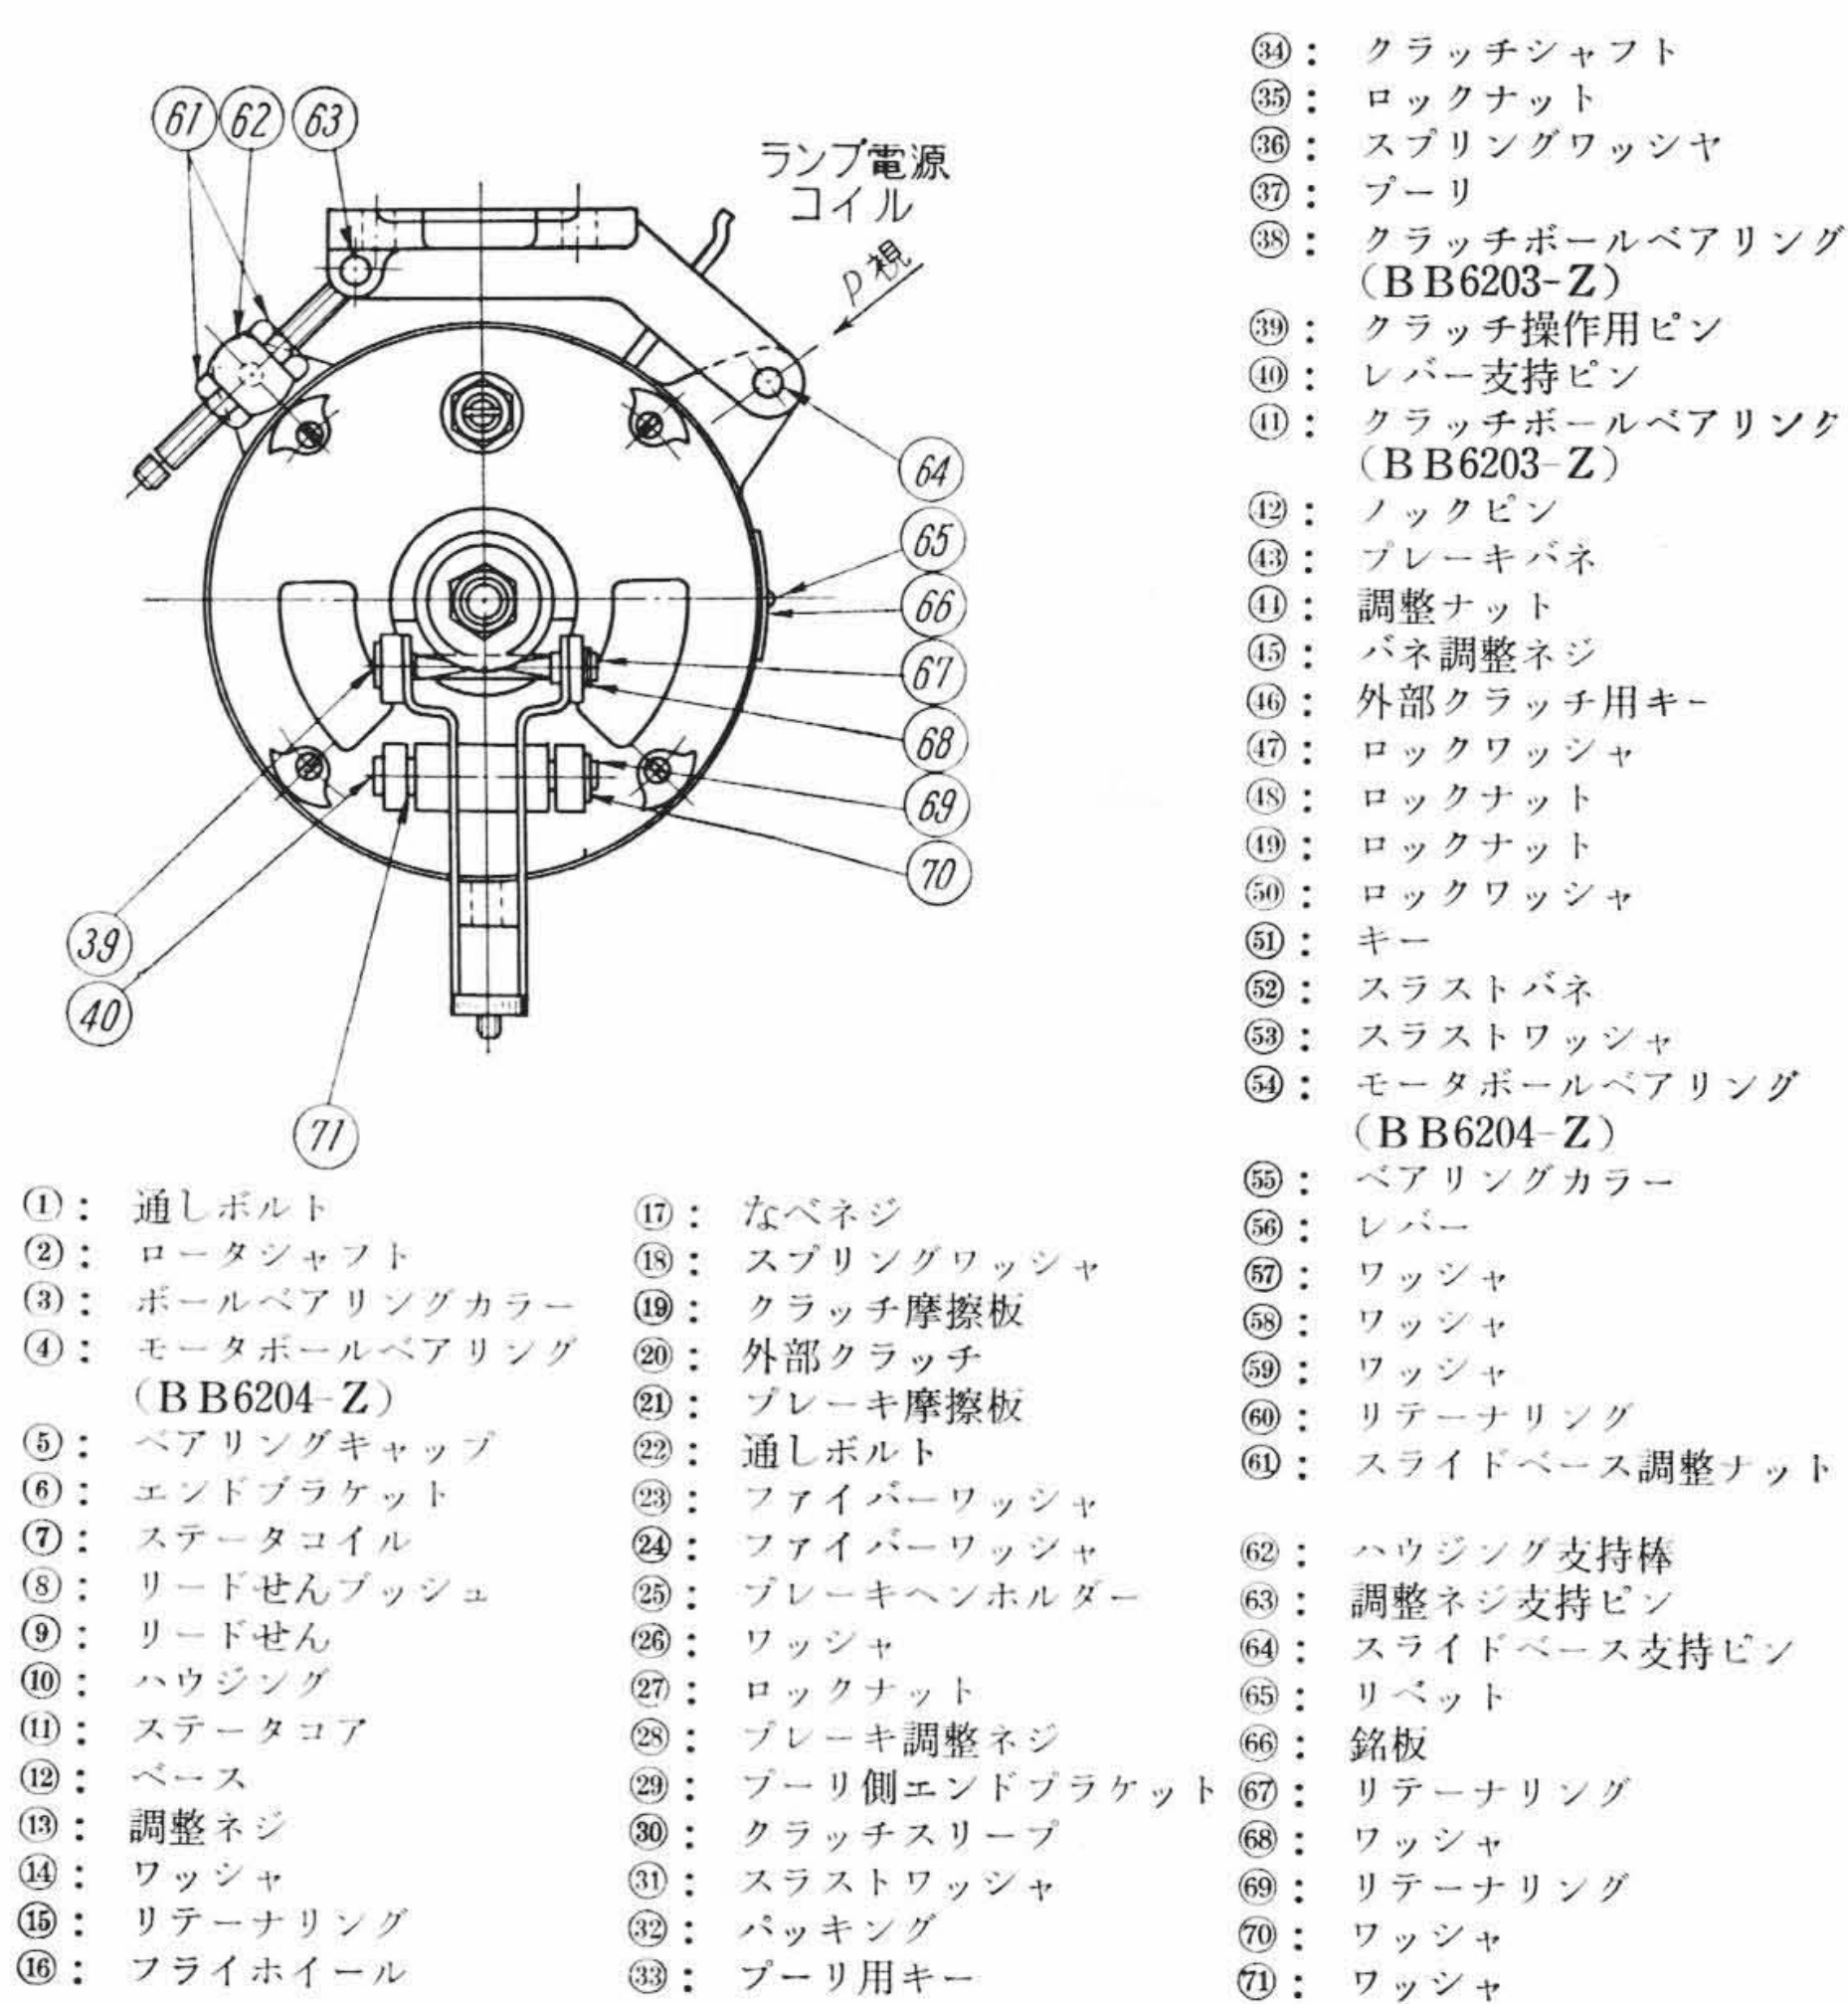 61 62 63
ランプ電源
コイル
P視
64
65
66
67
68
69
70
39
40
71
①： 通しボルト
②： ロータシャフト
③： ボールベアリングカラー
④： モータボールベアリング
(BB6204-Z)
⑤： ベアリングキャップ
⑥： エンドブラケット
⑦： ステータコイル
⑧： リードせんブッシュ
⑨： リードせん
⑩： ハウジング
⑪： ステータコア
⑫： ベース
⑬： 調整ネジ
⑭： ワッシャ
⑮： リテーナリング
⑯： フライホイール
⑰： なべネジ
⑱： スプリングワッシャ
⑲： クラッチ摩擦板
⑳： 外部クラッチ
㉑： ブレーキ摩擦板
㉒： 通しボルト
㉓： ファイバーワッシャ
㉔： ファイバーワッシャ
㉕： ブレーキヘンホルダー
㉖： ワッシャ
㉗： ロックナット
㉘： ブレーキ調整ネジ
㉙： プーリ側エンドブラケット
㉚： クラッチスリーブ
㉛： スラストワッシャ
㉜： パッキング
㉝： プーリ用キー
㉞： クラッチシャフト
㉟： ロックナット
㊱： スプリングワッシヤ
㊲： プーリ
㊳： クラッチボールベアリング
(BB6203-Z)
㊴： クラッチ操作用ピン
㊵： レバー支持ピン
㊶： クラッチボールベアリング
(BB6203-Z)
㊷： ノックピン
㊸： ブレーキバネ
㊹： 調整ナット
㊺： バネ調整ネジ
㊻： 外部クラッチ用キー
㊼： ロックワッシャ
㊽： ロックナット
㊾： ロックナット
㊿： ロックワッシャ
(51)： キー
(52)： スラストバネ
(53)： スラストワッシャ
(54)： モータボールベアリング
(BB6204-Z)
(55)： ベアリングカラー
(56)： レバー
(57)： ワッシャ
(58)： ワッシャ
(59)： ワッシャ
(60)： リテーナリング
(61)： スライドベース調整ナット
(62)： ハウジング支持棒
(63)： 調整ネジ支持ピン
(64)： スライドベース支持ピン
(65)： リベット
(66)： 銘板
(67)： リテーナリング
(68)： ワッシャ
(69)： リテーナリング
(70)： ワッシャ
(71)： ワッシャ